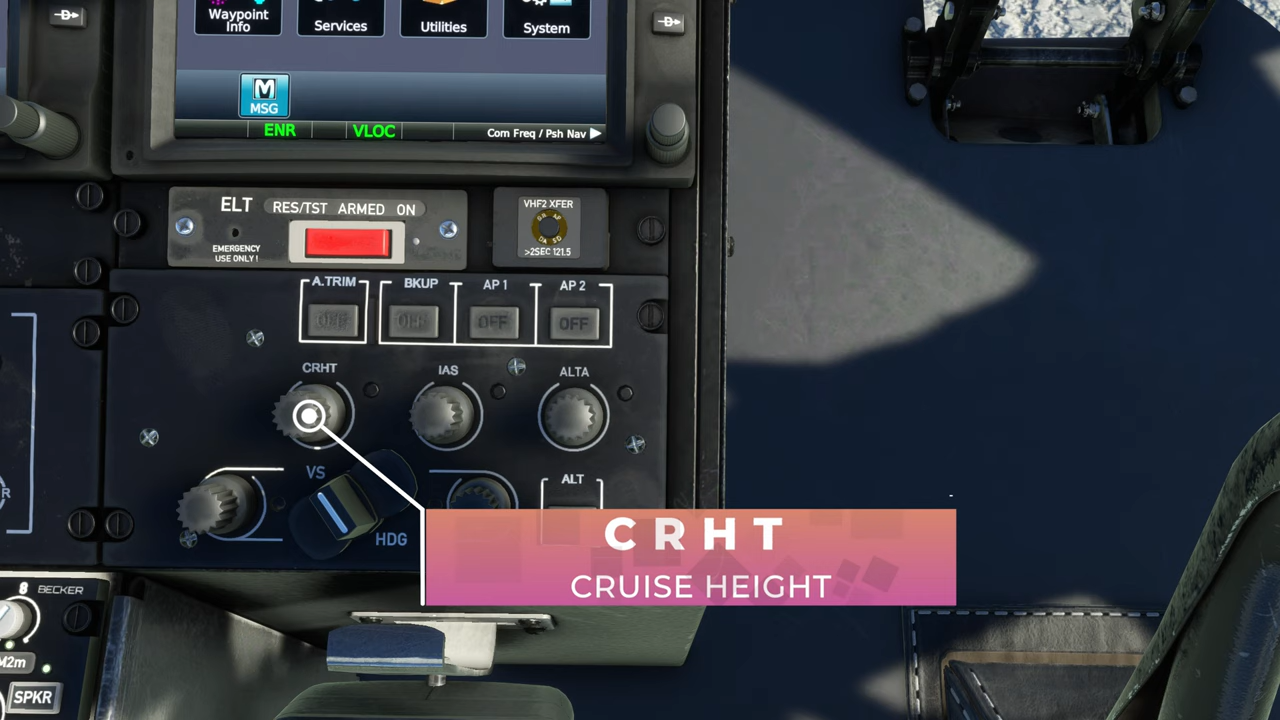 Waypoint
Info
Services
Utilities
System
M
MSG
ENR
VLOC
Com Freq / Psh Nav ▶
ELT
RES/TST ARMED ON
EMERGENCY
USE ONLY!
VHF2 XFER
>2SEC 121.5
A.TRIM
BKUP
AP 1
AP 2
OFF
OFF
OFF
OFF
CRHT
IAS
ALTA
VS
ALT
HDG
R
CRHT
CRUISE HEIGHT
8
BECKER
M2m
SPKR